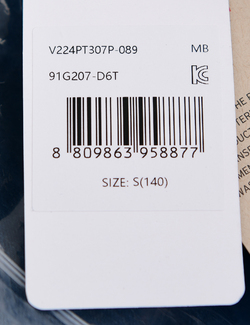 V224PT307P-089 MB
91G207-D6T
8 809863 958877
SIZE: S(140)